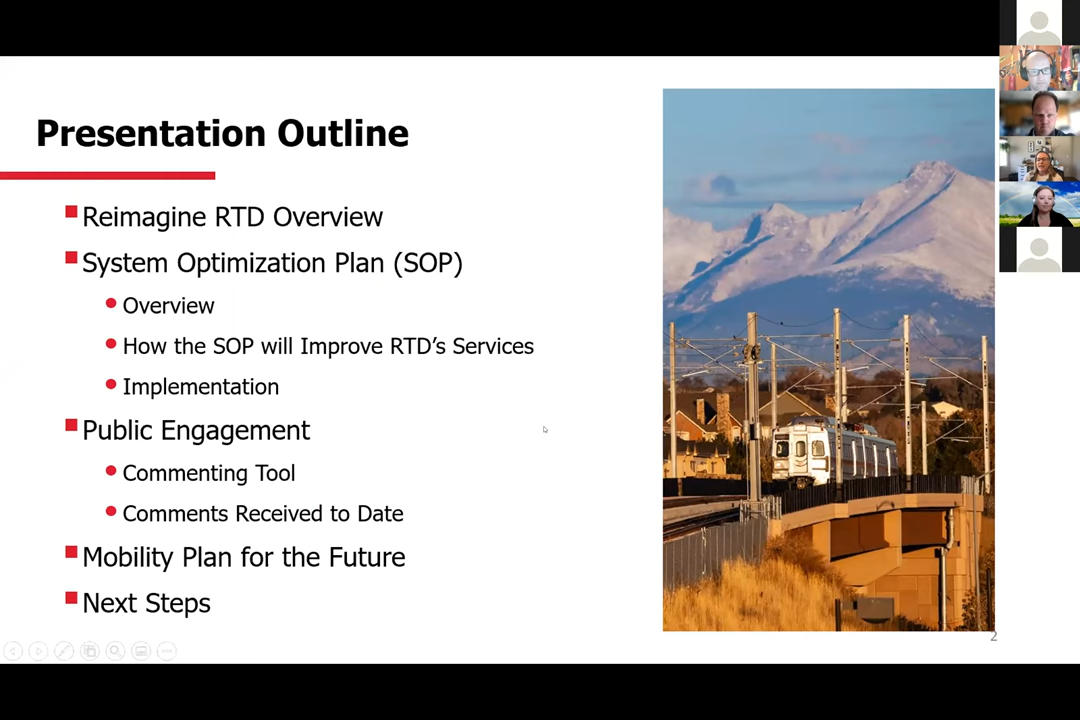 Presentation Outline
Reimagine RTD Overview
System Optimization Plan (SOP)
Overview
How the SOP will Improve RTD’s Services
Implementation
Public Engagement
Commenting Tool
Comments Received to Date
Mobility Plan for the Future
Next Steps
2